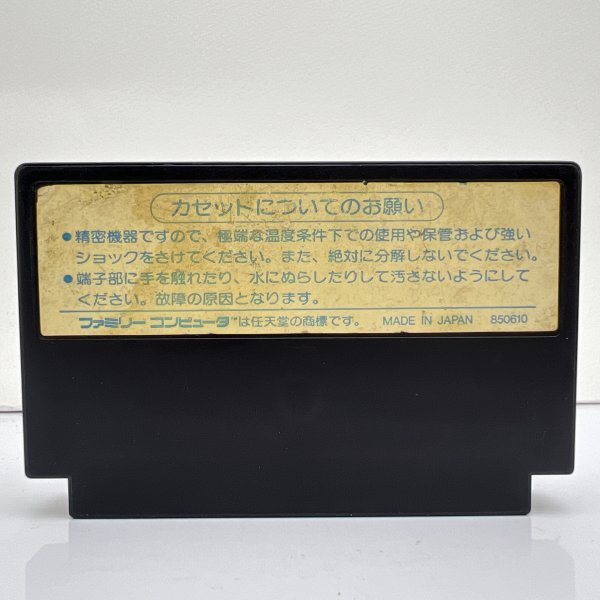 カセットについてのお願い
●精密機器ですので、極端な温度条件下での使用や保管および強い
ショックをさけてください。また、絶対に分解しないでください。
●端子部に手を触れたり、水にぬらしたりして汚さないようにして
ください。故障の原因となります。
ファミリーコンピュータ™は任天堂の商標です。 MADE IN JAPAN 850610